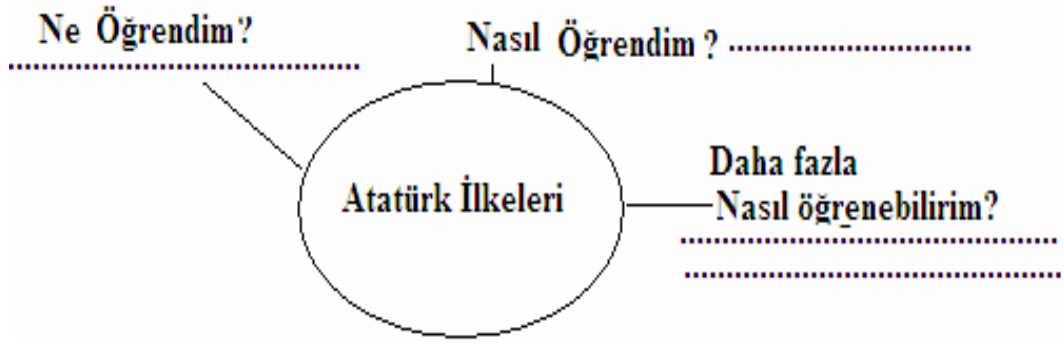 Ne Öğrendim?
..........................................
Nasıl Öğrendim ? .............................
Atatürk İlkeleri
Daha fazla
Nasıl öğrenebilirim?
.............................................
.............................................